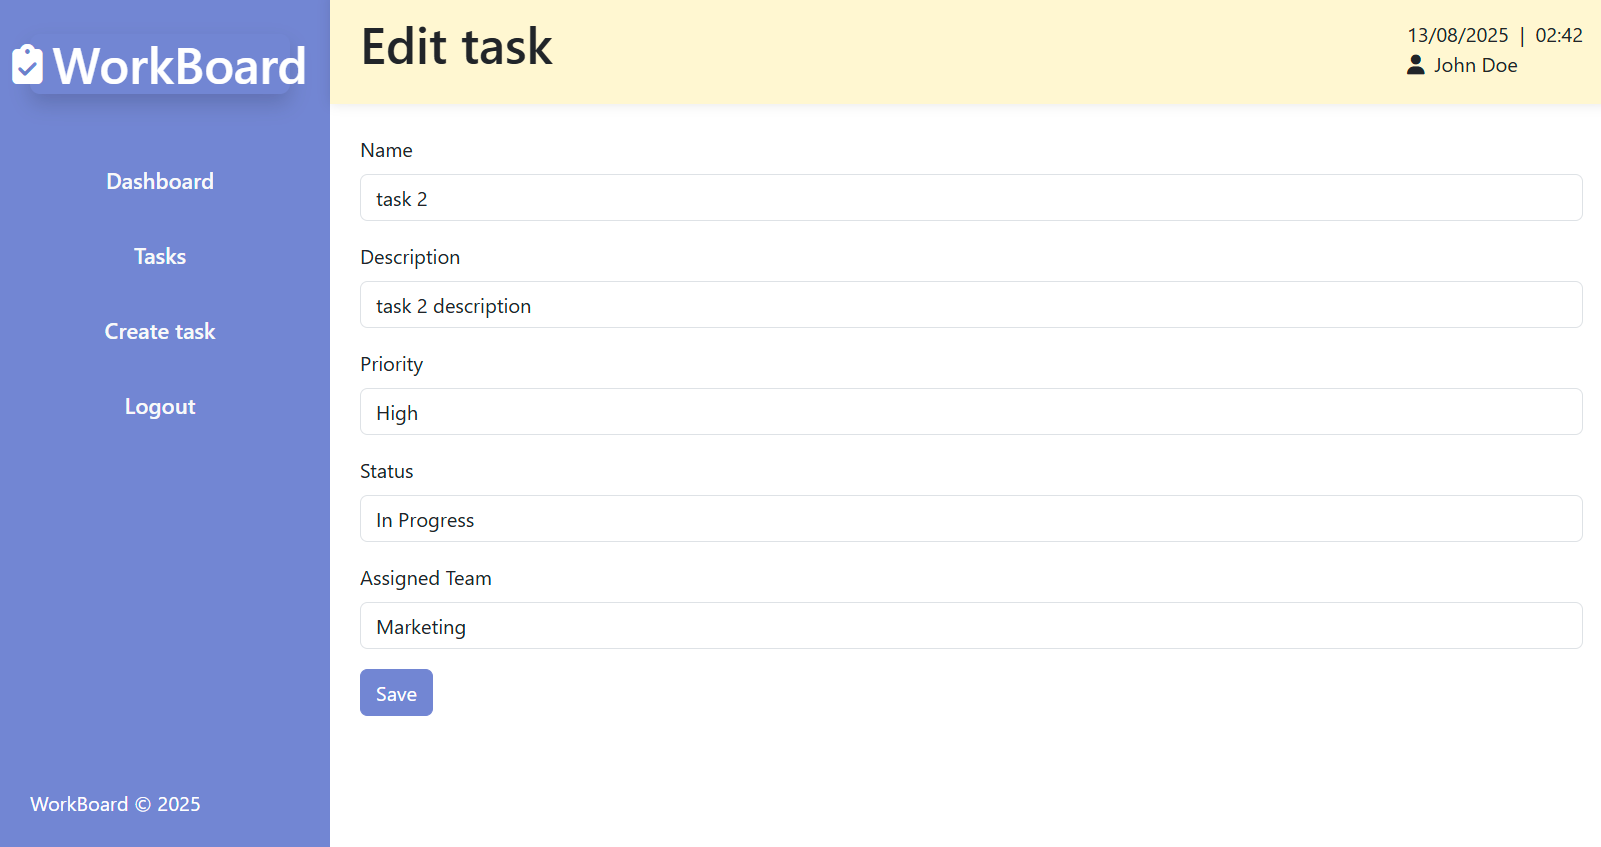 WorkBoard
Dashboard
Tasks
Create task
Logout
WorkBoard © 2025
Edit task
13/08/2025 | 02:42
John Doe
Name
task 2
Description
task 2 description
Priority
High
Status
In Progress
Assigned Team
Marketing
Save